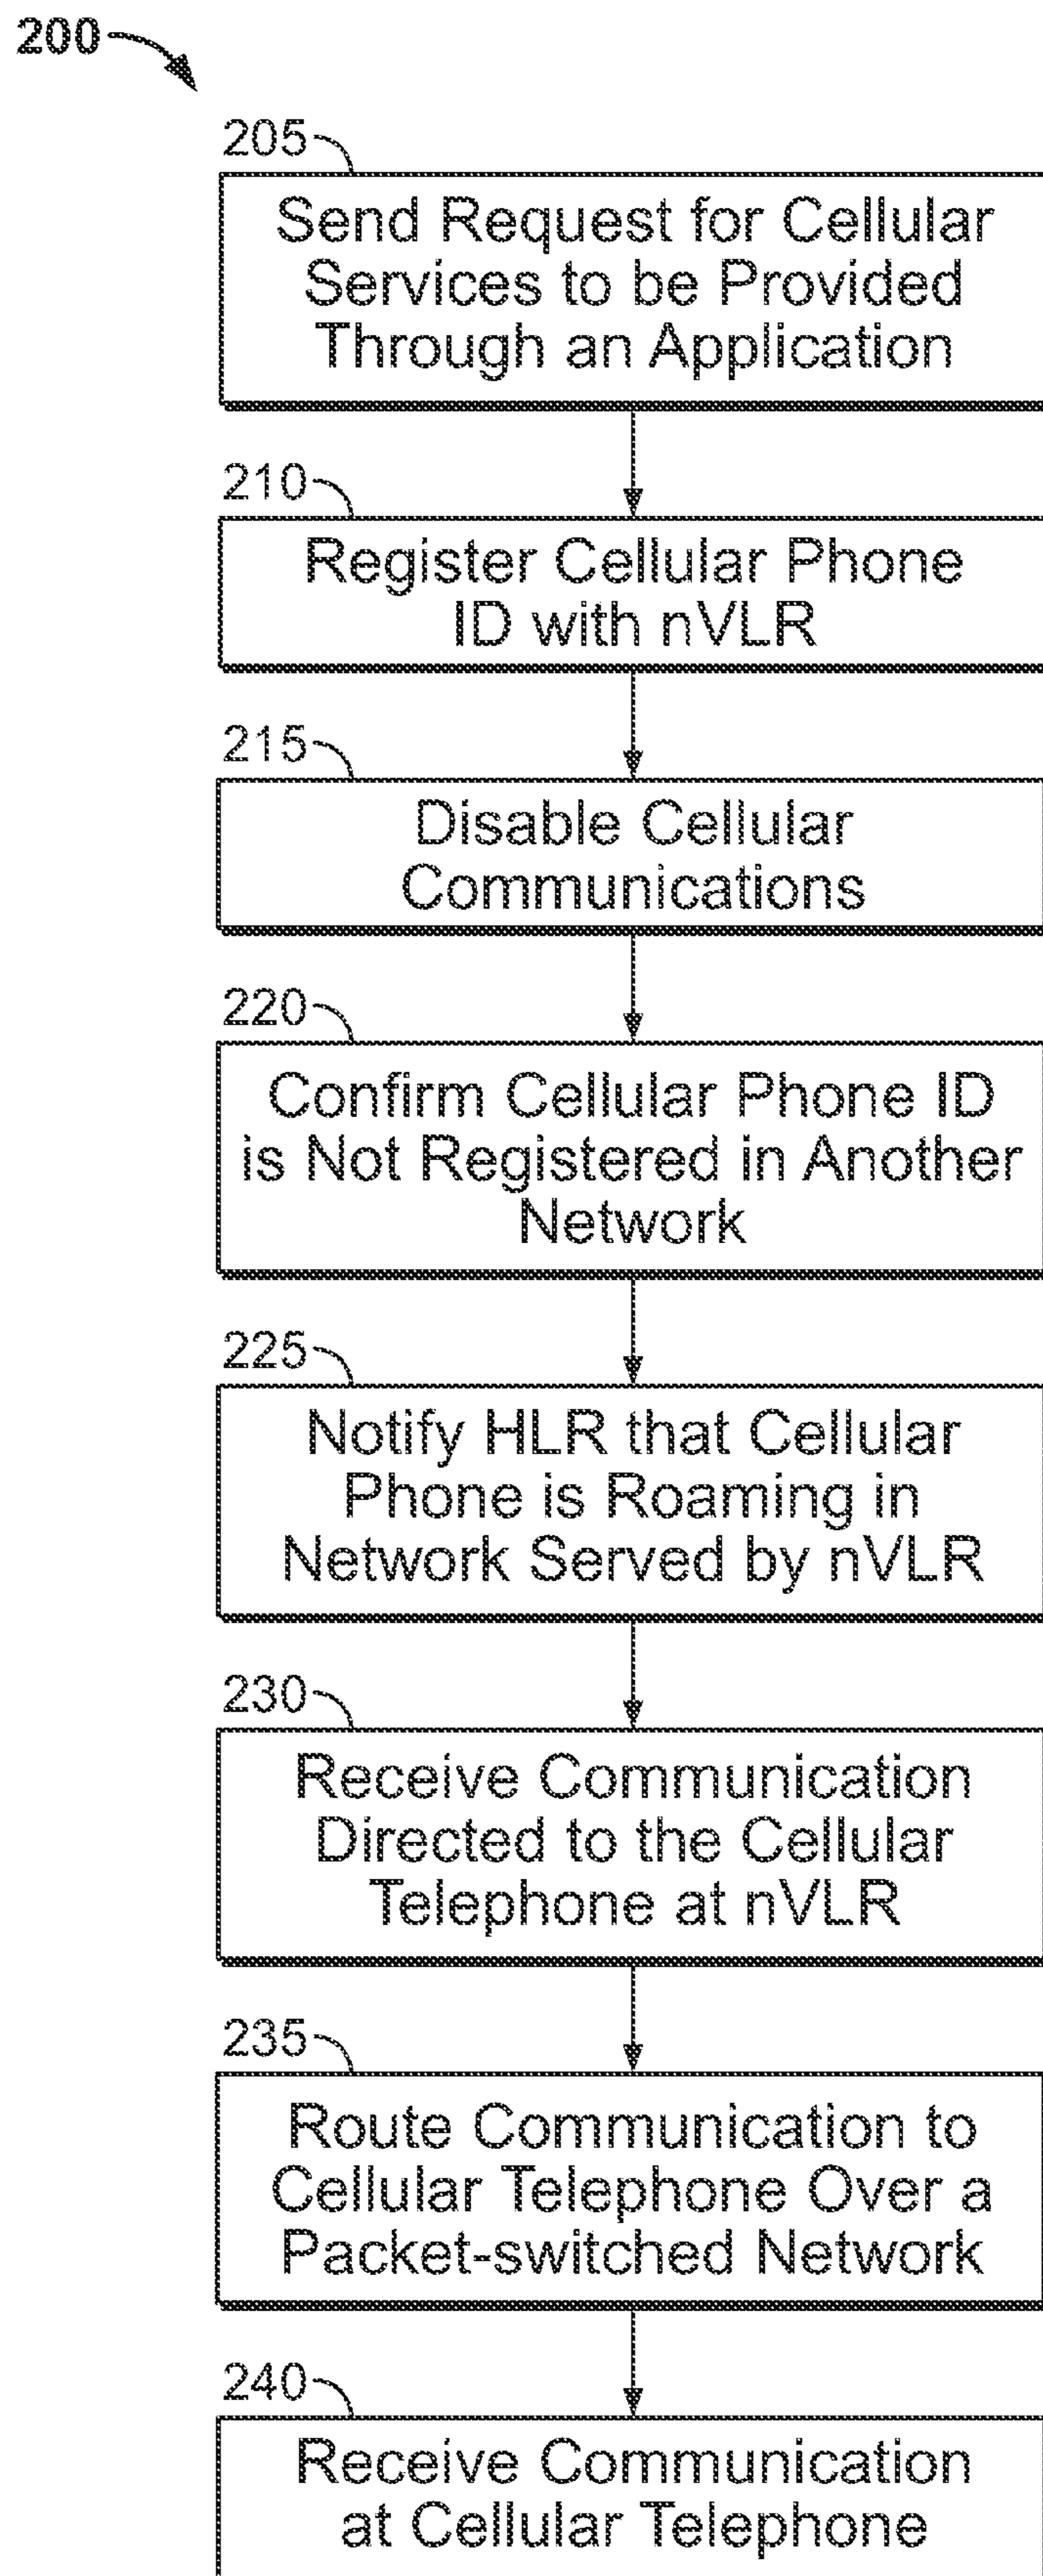 200
205
Send Request for Cellular
Services to be Provided
Through an Application
210
Register Cellular Phone
ID with nVLR
215
Disable Cellular
Communications
220
Confirm Cellular Phone ID
is Not Registered in Another
Network
225
Notify HLR that Cellular
Phone is Roaming in
Network Served by nVLR
230
Receive Communication
Directed to the Cellular
Telephone at nVLR
235
Route Communication to
Cellular Telephone Over a
Packet-switched Network
240
Receive Communication
at Cellular Telephone